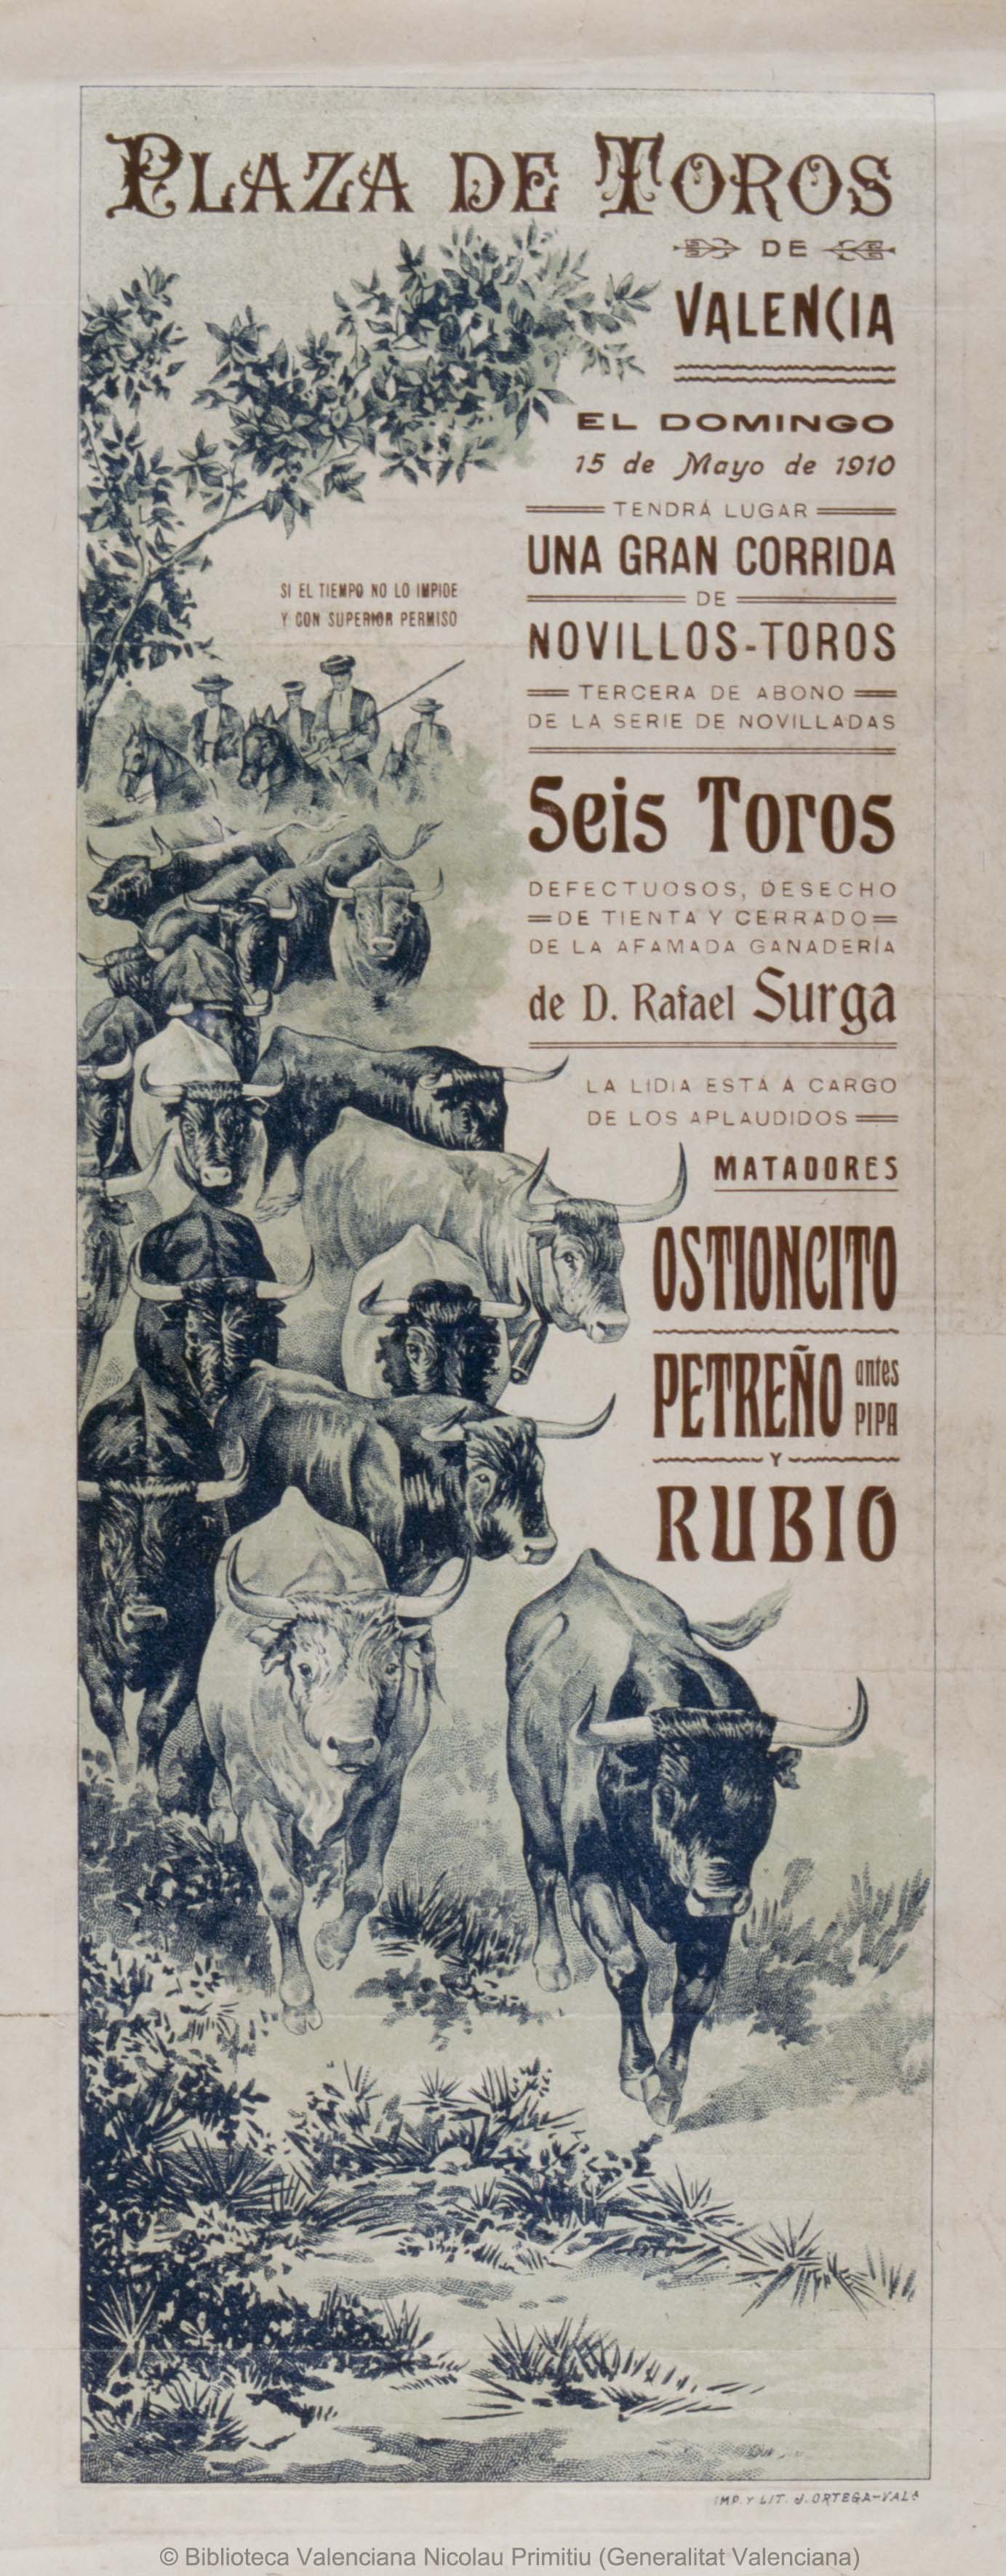 PLAZA DE TOROS
DE
VALENCIA
EL DOMINGO
15 de Mayo de 1910
TENDRÁ LUGAR
UNA GRAN CORRIDA
DE
NOVILLOS-TOROS
TERCERA DE ABONO
DE LA SERIE DE NOVILLADAS
SI EL TIEMPO NO LO IMPIDE
Y CON SUPERIOR PERMISO
Seis Toros
DEFECTUOSOS, DESECHO
DE TIENTA Y CERRADO
DE LA AFAMADA GANADERÍA
de D. Rafael Surga
LA LIDIA ESTÁ A CARGO
DE LOS APLAUDIDOS
MATADORES
OSTIONCITO
PETREÑO antes PIPA
Y
RUBIO
IMP. Y LIT. J. ORTEGA-VALA
© Biblioteca Valenciana Nicolau Primitiu (Generalitat Valenciana)